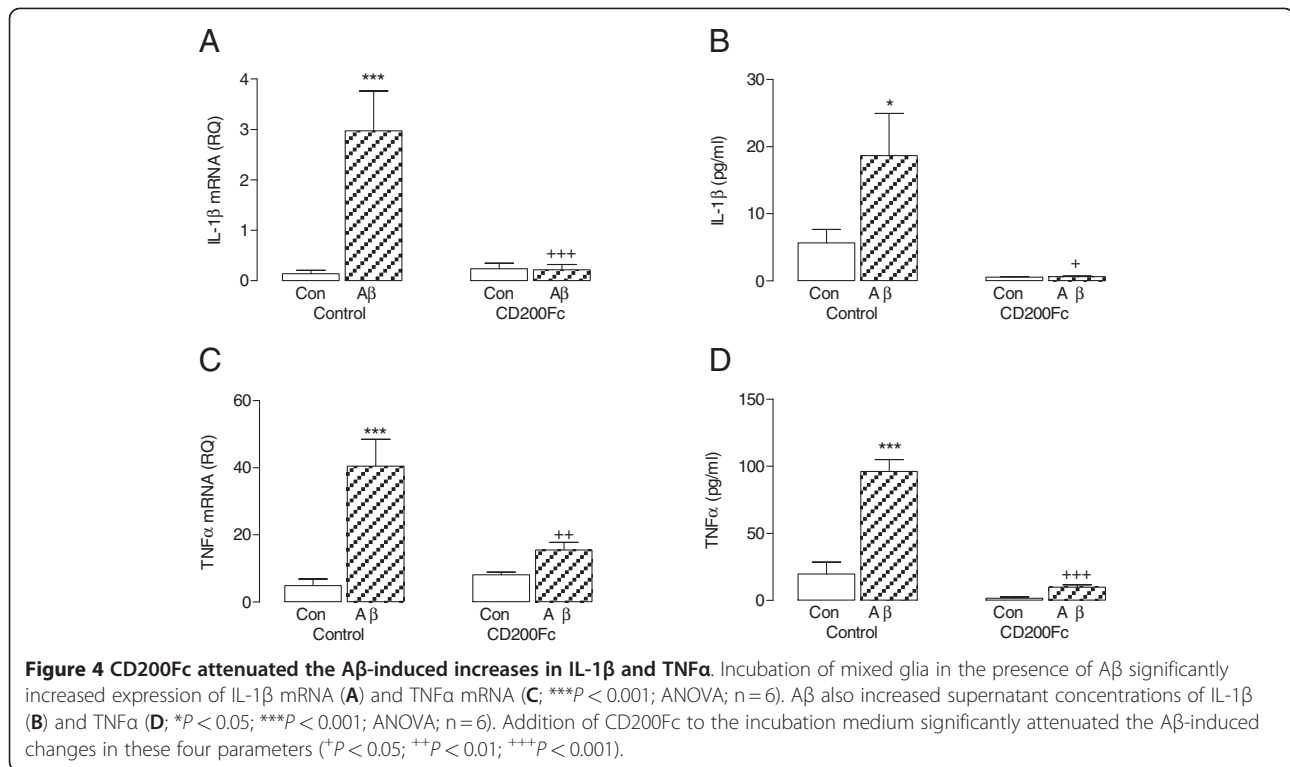 A
B
4
3
2
1
0
IL-1β mRNA (RQ)
***
+++
Con Aβ Con Aβ
Control CD200Fc
30
20
10
0
IL-1β (pg/ml)
*
+
Con A β Con A β
Control CD200Fc
C
D
60
40
20
0
TNFα mRNA (RQ)
***
++
Con A β Con A β
Control CD200Fc
150
100
50
0
TNFα (pg/ml)
***
+++
Con A β Con A β
Control CD200Fc
Figure 4 CD200Fc attenuated the Aβ-induced increases in IL-1β and TNFα. Incubation of mixed glia in the presence of Aβ significantly
increased expression of IL-1β mRNA (A) and TNFα mRNA (C; ***P < 0.001; ANOVA; n = 6). Aβ also increased supernatant concentrations of IL-1β
(B) and TNFα (D; *P < 0.05; ***P < 0.001; ANOVA; n = 6). Addition of CD200Fc to the incubation medium significantly attenuated the Aβ-induced
changes in these four parameters (+P < 0.05; ++P < 0.01; +++P < 0.001).